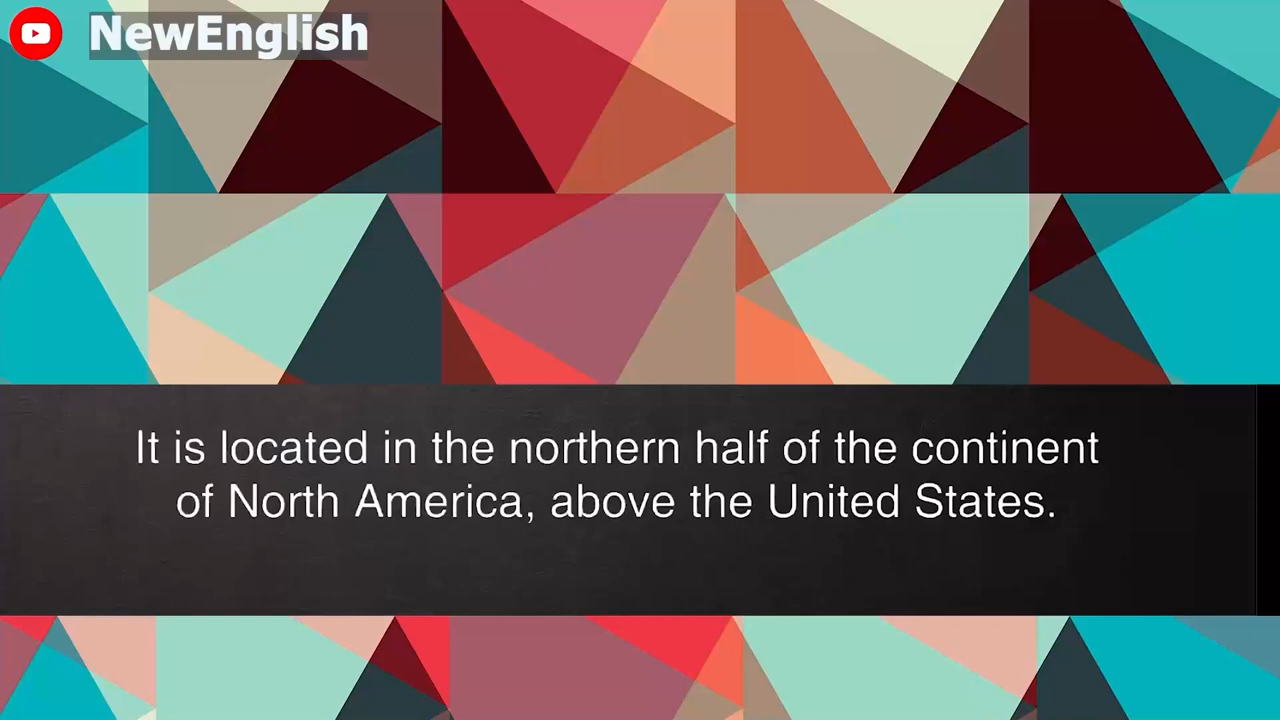 NewEnglish
It is located in the northern half of the continent
of North America, above the United States.